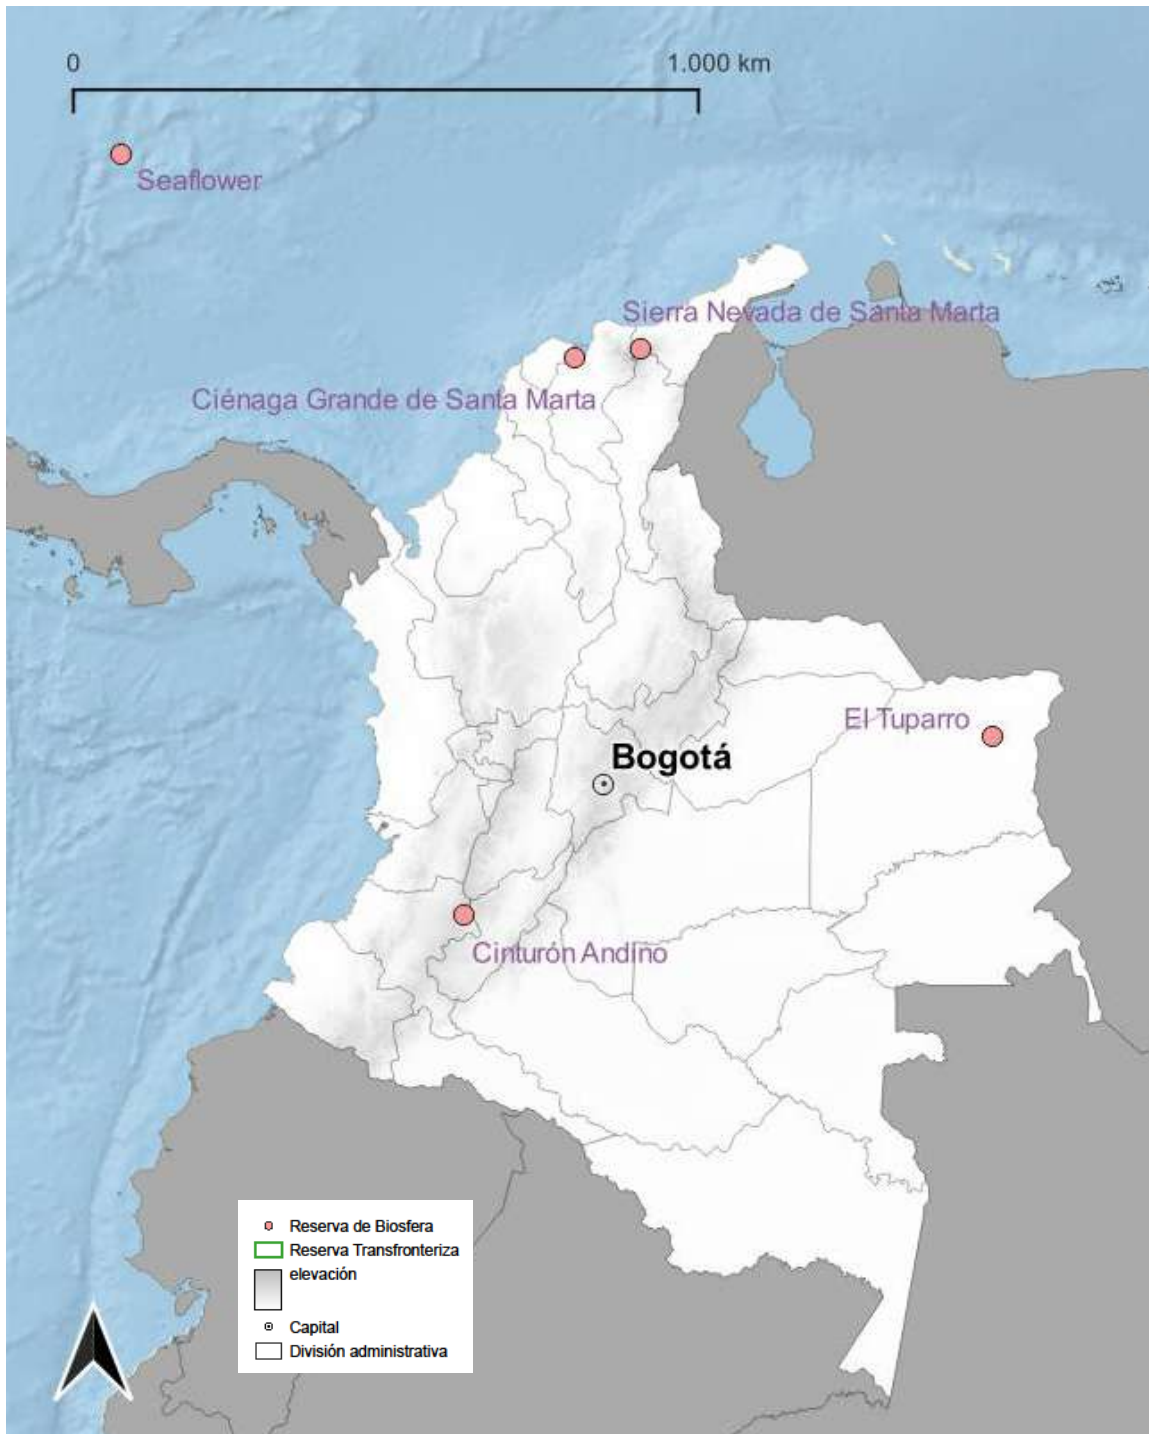 0 1.000 km
Seaflower
Sierra Nevada de Santa Marta
Ciénaga Grande de Santa Marta
El Tuparro
Bogotá
Cinturón Andino
Reserva de Biosfera
Reserva Transfronteriza
elevación
Capital
División administrativa